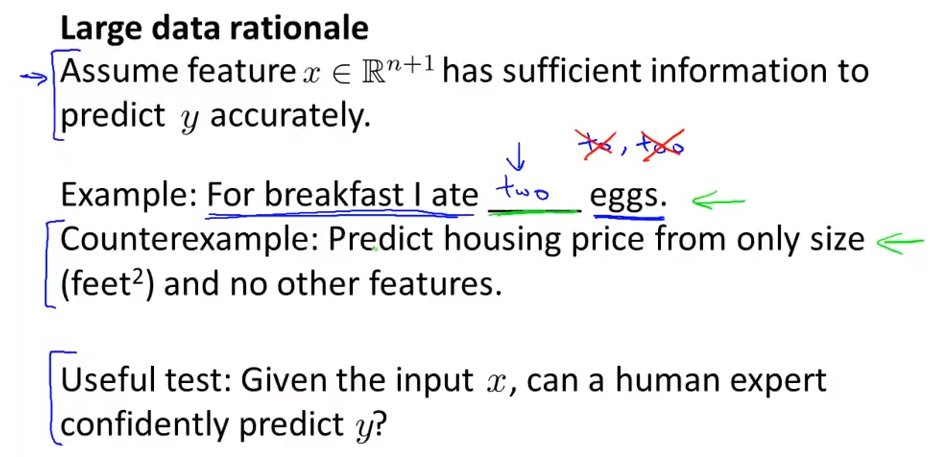 Large data rationale
Assume feature x ∈ ℝⁿ⁺¹ has sufficient information to
predict y accurately.
to, too
Example: For breakfast I ate two eggs.
Counterexample: Predict housing price from only size
(feet²) and no other features.
Useful test: Given the input x, can a human expert
confidently predict y?